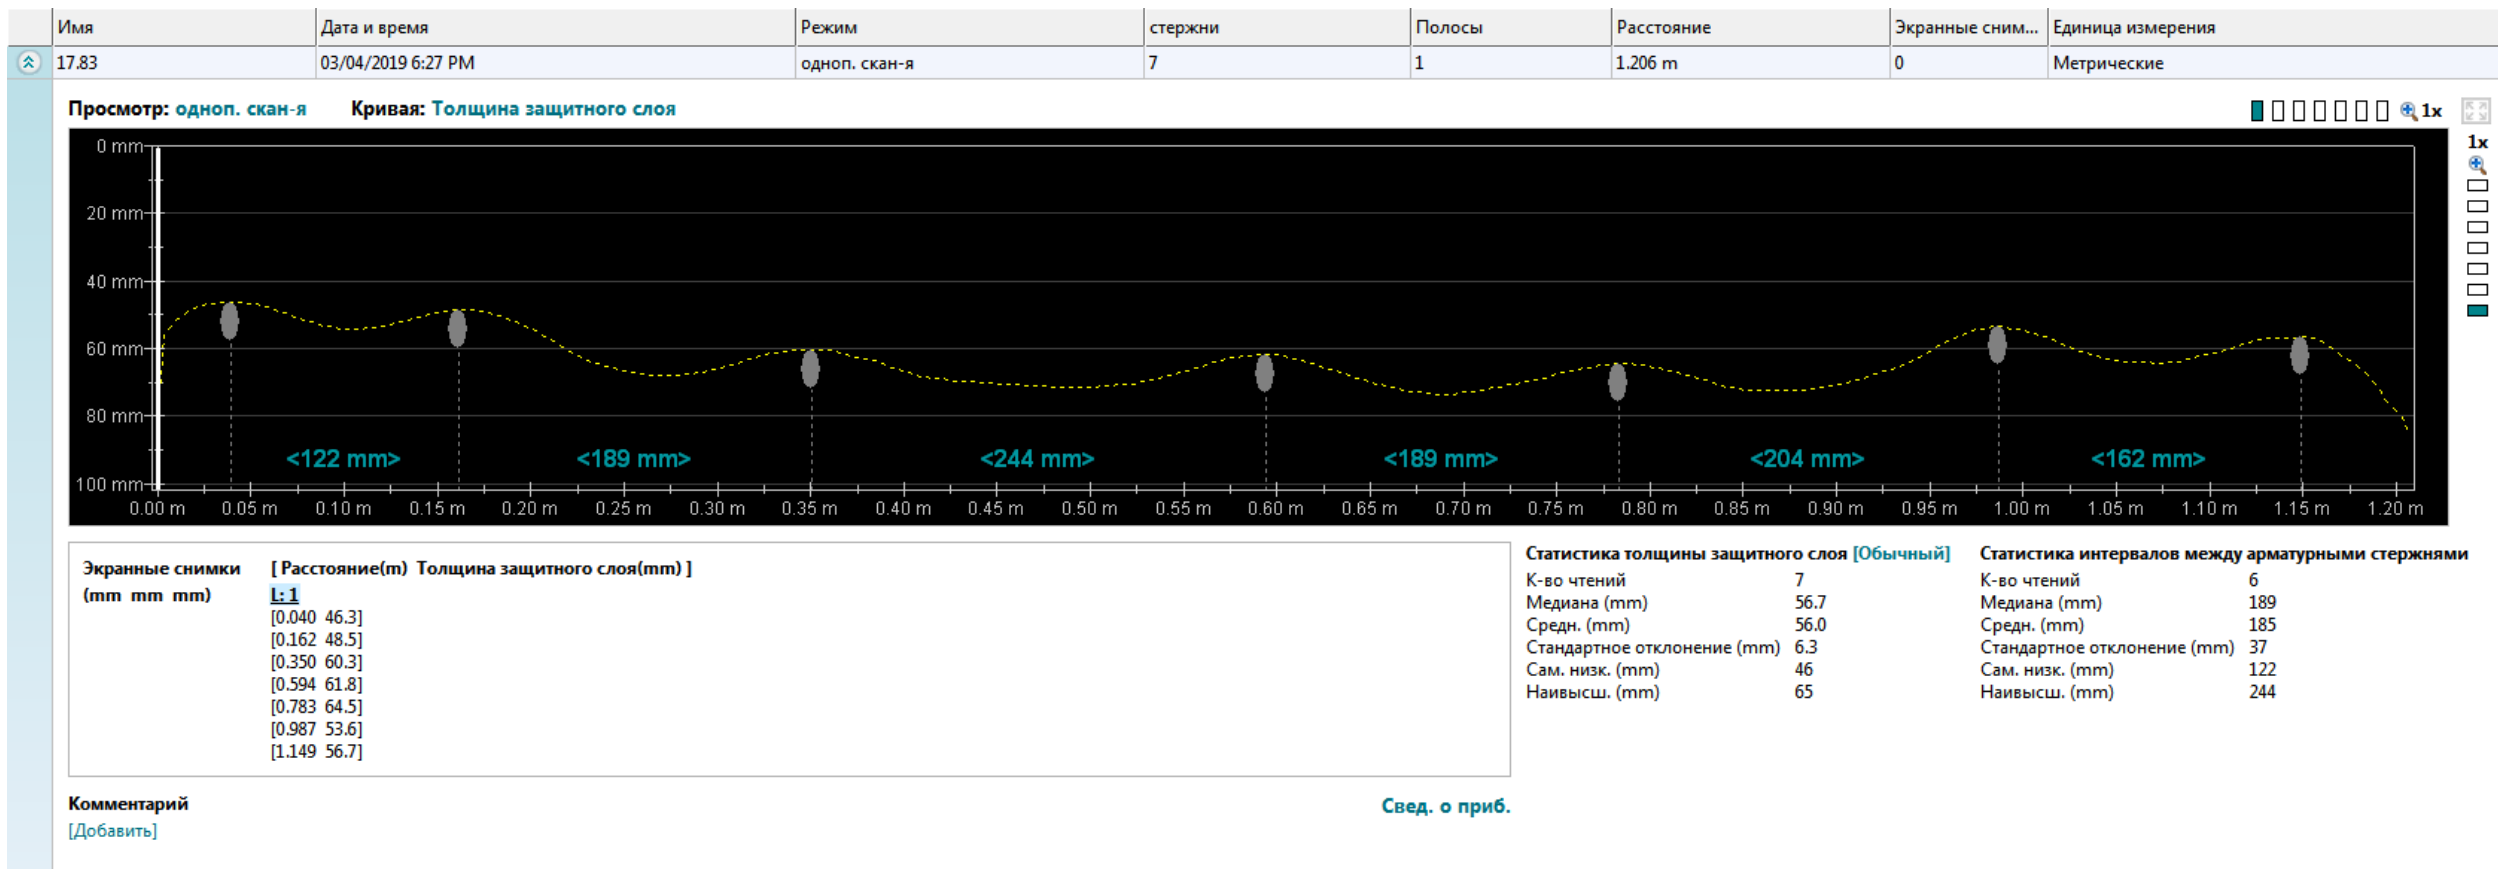 Имя Дата и время Режим стержни Полосы Расстояние Экранные сним... Единица измерения
17.83 03/04/2019 6:27 PM одноп. скан-я 7 1 1.206 m 0 Метрические
Просмотр: одноп. скан-я Кривая: Толщина защитного слоя 1x
1x
0 mm
20 mm
40 mm
60 mm
80 mm
100 mm
<122 mm> <189 mm> <244 mm> <189 mm> <204 mm> <162 mm>
0.00 m 0.05 m 0.10 m 0.15 m 0.20 m 0.25 m 0.30 m 0.35 m 0.40 m 0.45 m 0.50 m 0.55 m 0.60 m 0.65 m 0.70 m 0.75 m 0.80 m 0.85 m 0.90 m 0.95 m 1.00 m 1.05 m 1.10 m 1.15 m 1.20 m
Экранные снимки
(mm mm mm)
[ Расстояние(m) Толщина защитного слоя(mm) ]
L: 1
[0.040 46.3]
[0.162 48.5]
[0.350 60.3]
[0.594 61.8]
[0.783 64.5]
[0.987 53.6]
[1.149 56.7]
Статистика толщины защитного слоя [Обычный]
К-во чтений 7
Медиана (mm) 56.7
Средн. (mm) 56.0
Стандартное отклонение (mm) 6.3
Сам. низк. (mm) 46
Наивысш. (mm) 65
Статистика интервалов между арматурными стержнями
К-во чтений 6
Медиана (mm) 189
Средн. (mm) 185
Стандартное отклонение (mm) 37
Сам. низк. (mm) 122
Наивысш. (mm) 244
Комментарий
[Добавить]
Свед. о приб.